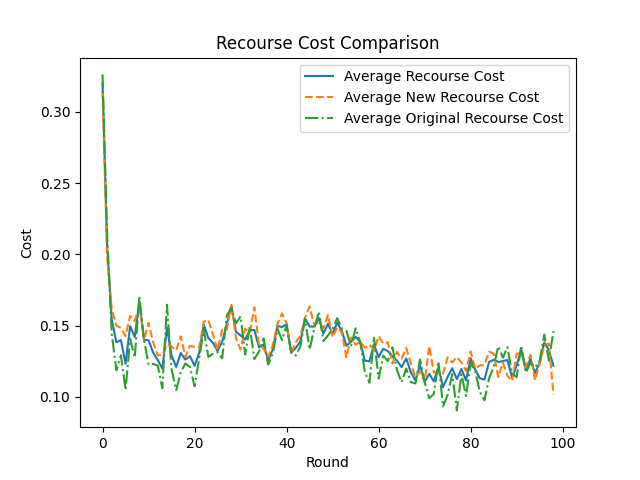 Recourse Cost Comparison
Average Recourse Cost
Average New Recourse Cost
Average Original Recourse Cost
0.30
0.25
0.20
0.15
0.10
Cost
0 20 40 60 80 100
Round